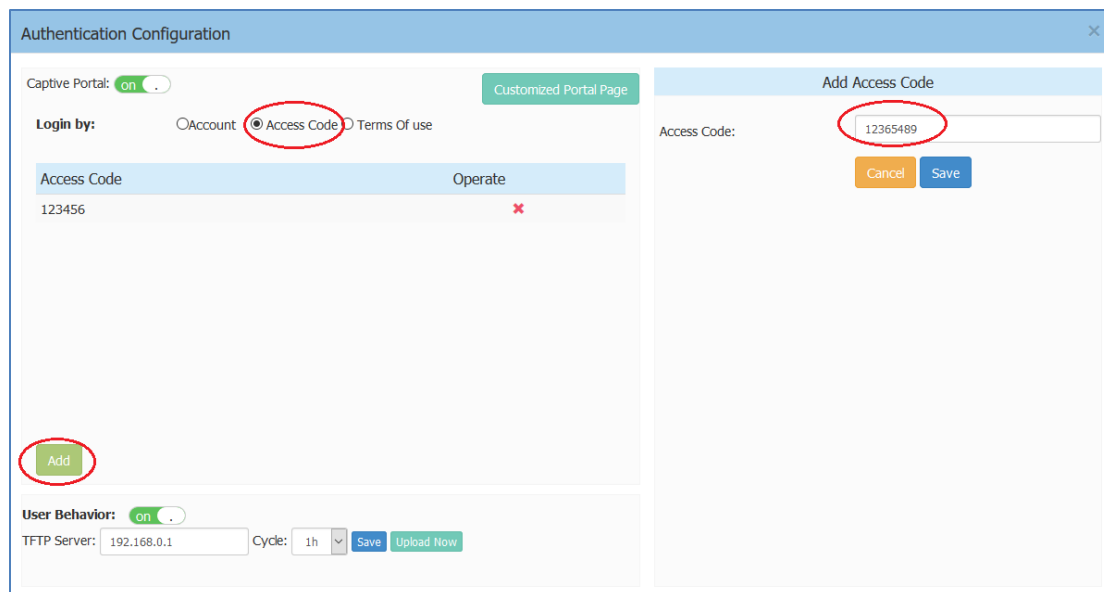 Authentication Configuration
Captive Portal: on .
Customized Portal Page
Login by: Account Access Code Terms Of use
Access Code Operate
123456
Add
User Behavior: on .
TFTP Server: 192.168.0.1 Cycle: 1h Save Upload Now
Add Access Code
Access Code: 12365489
Cancel Save